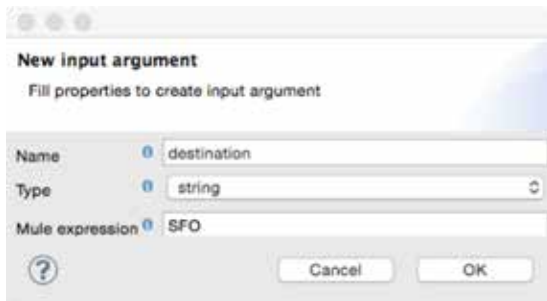 New input argument
Fill properties to create input argument
Name destination
Type string
Mule expression SFO
? Cancel OK